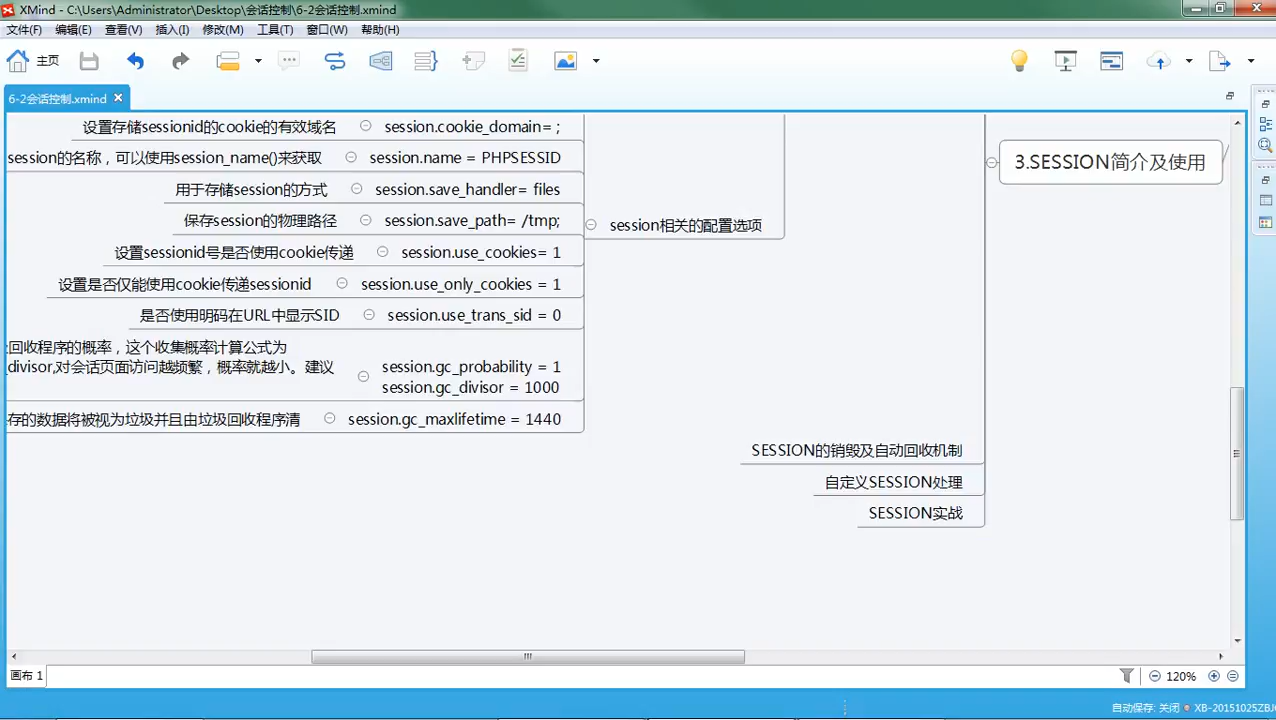 XMind - C:\Users\Administrator\Desktop\会话控制\6-2会话控制.xmind
文件(F) 编辑(E) 查看(V) 插入(I) 修改(M) 工具(T) 窗口(W) 帮助(H)
主页
6-2会话控制.xmind
设置存储sessionid的cookie的有效域名 session.cookie_domain= ;
session的名称，可以使用session_name()来获取 session.name = PHPSESSID
用于存储session的方式 session.save_handler= files
保存session的物理路径 session.save_path= /tmp;
设置sessionid号是否使用cookie传递 session.use_cookies= 1
设置是否仅能使用cookie传递sessionid session.use_only_cookies = 1
是否使用明码在URL中显示SID session.use_trans_sid = 0
回收程序的概率，这个收集概率计算公式为
divisor,对会话页面访问越频繁，概率就越小。建议
session.gc_probability = 1
session.gc_divisor = 1000
存的数据将被视为垃圾并且由垃圾回收程序清 session.gc_maxlifetime = 1440
session相关的配置选项
3.SESSION简介及使用
SESSION的销毁及自动回收机制
自定义SESSION处理
SESSION实战
画布 1
120%
自动保存: 关闭 XB-20151025ZBJ